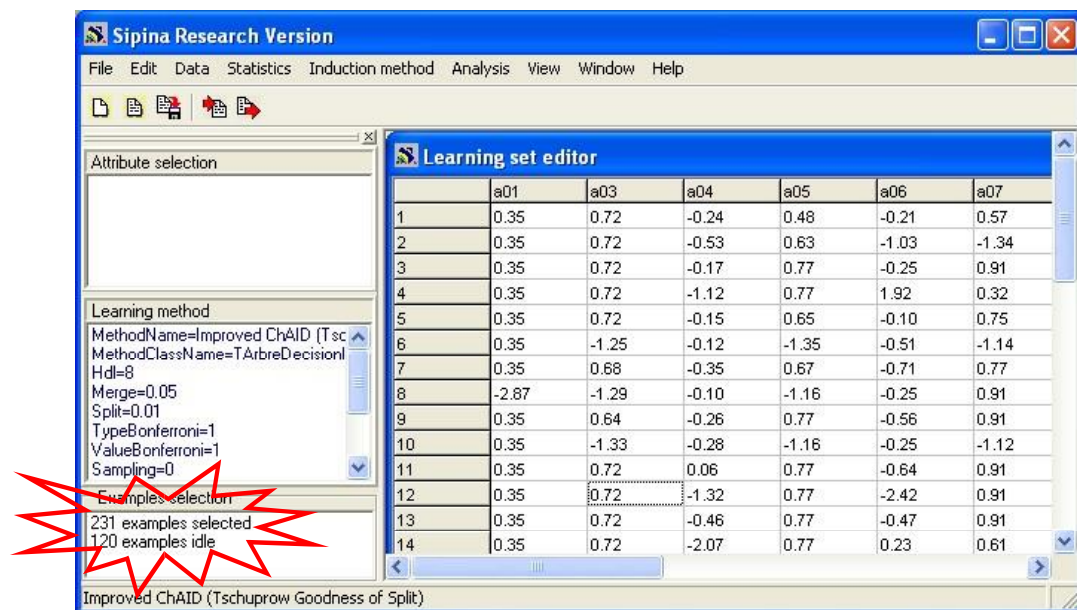 Sipina Research Version
File Edit Data Statistics Induction method Analysis View Window Help
Attribute selection
Learning method
MethodName=Improved ChAID (Tsc
MethodClassName=TArbreDecisionI
Hdl=8
Merge=0.05
Split=0.01
TypeBonferroni=1
ValueBonferroni=1
Sampling=0
Examples selection
231 examples selected
120 examples idle
Learning set editor
a01 a03 a04 a05 a06 a07
1 0.35 0.72 -0.24 0.48 -0.21 0.57
2 0.35 0.72 -0.53 0.63 -1.03 -1.34
3 0.35 0.72 -0.17 0.77 -0.25 0.91
4 0.35 0.72 -1.12 0.77 1.92 0.32
5 0.35 0.72 -0.15 0.65 -0.10 0.75
6 0.35 -1.25 -0.12 -1.35 -0.51 -1.14
7 0.35 0.68 -0.35 0.67 -0.71 0.77
8 -2.87 -1.29 -0.10 -1.16 -0.25 0.91
9 0.35 0.64 -0.26 0.77 -0.56 0.91
10 0.35 -1.33 -0.28 -1.16 -0.25 -1.12
11 0.35 0.72 0.06 0.77 -0.64 0.91
12 0.35 0.72 -1.32 0.77 -2.42 0.91
13 0.35 0.72 -0.46 0.77 -0.47 0.91
14 0.35 0.72 -2.07 0.77 0.23 0.61
Improved ChAID (Tschuprow Goodness of Split)